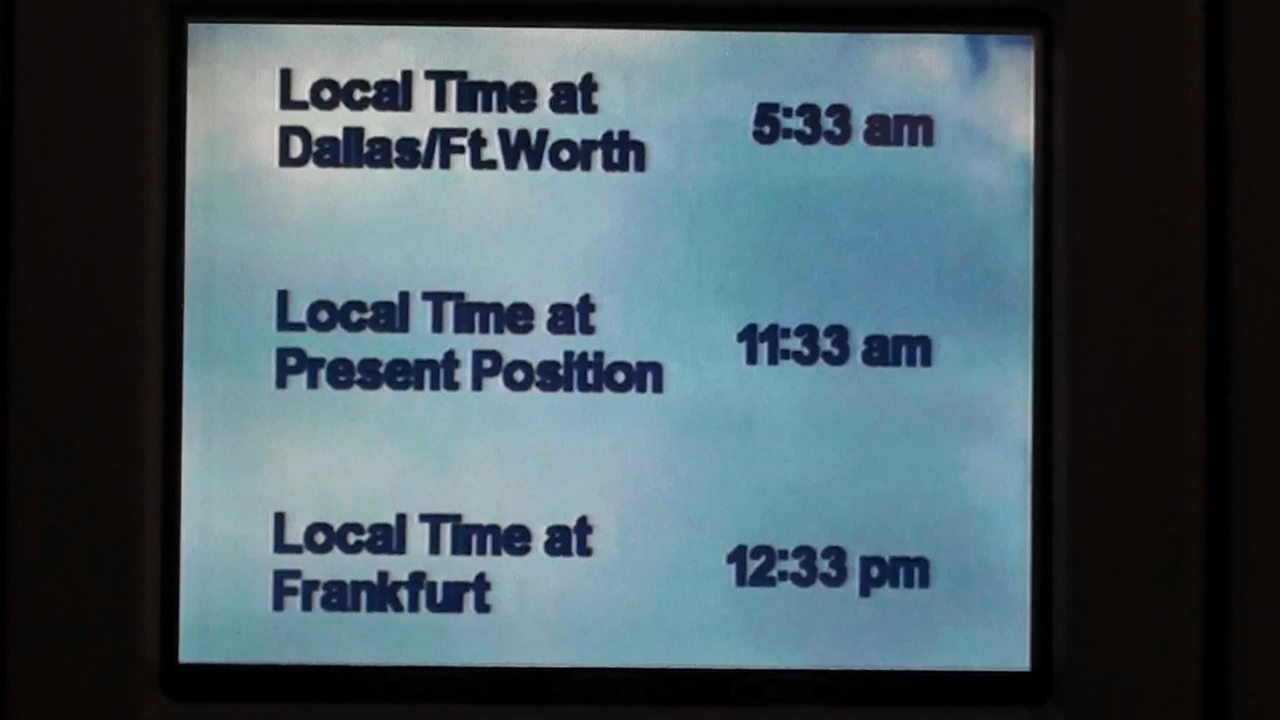 Local Time at
Dallas/Ft.Worth
5:33 am
Local Time at
Present Position
11:33 am
Local Time at
Frankfurt
12:33 pm